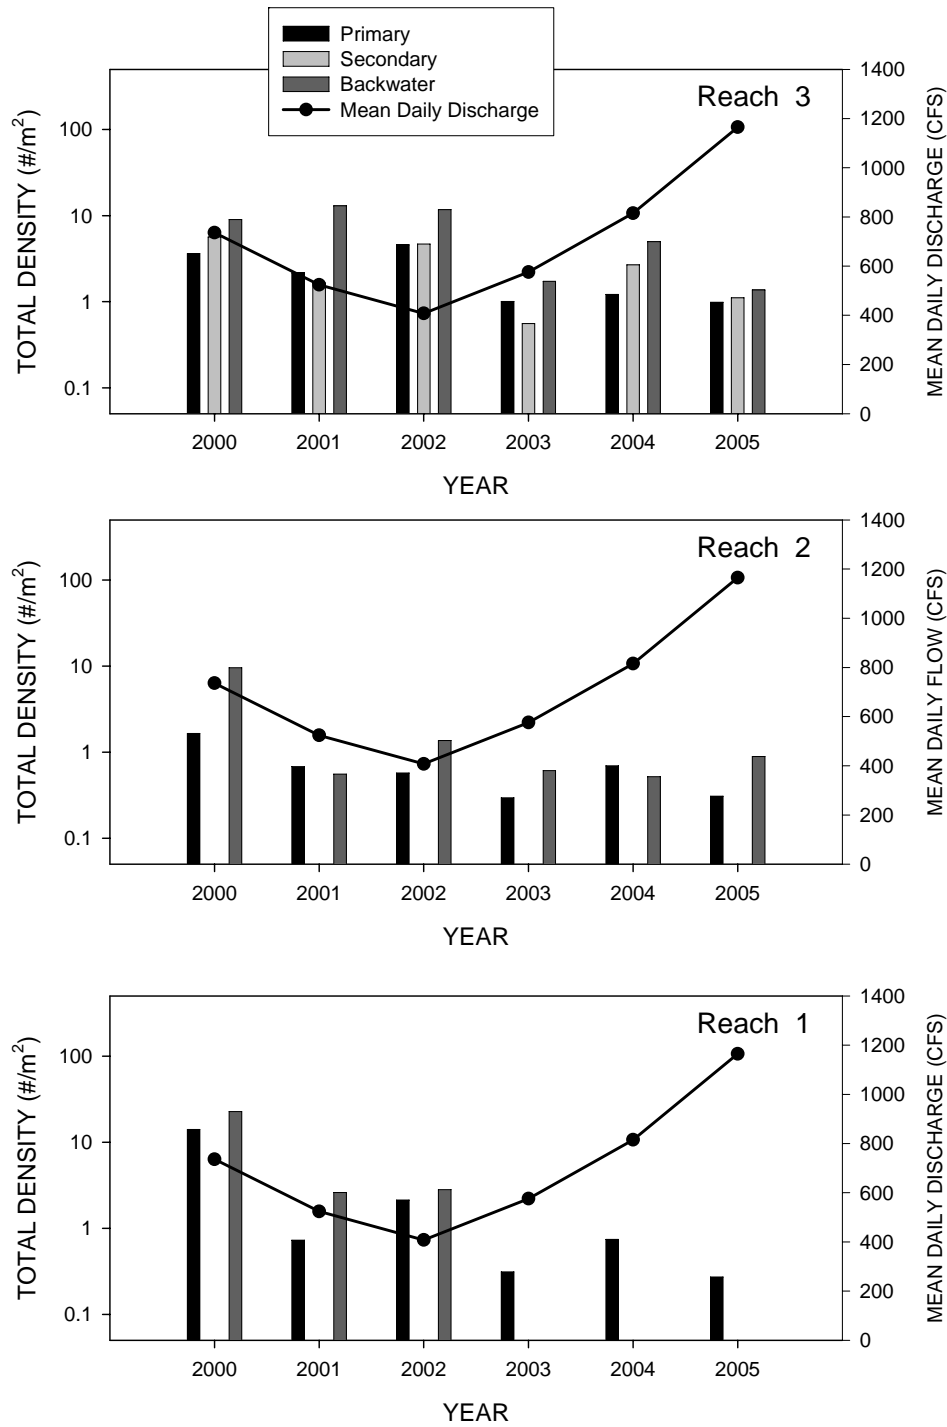 Primary
Secondary
Backwater
Mean Daily Discharge
Reach 3
TOTAL DENSITY (#/m²)
100
10
1
0.1
MEAN DAILY DISCHARGE (CFS)
1400
1200
1000
800
600
400
200
0
2000 2001 2002 2003 2004 2005
YEAR
Reach 2
TOTAL DENSITY (#/m²)
100
10
1
0.1
MEAN DAILY FLOW (CFS)
1400
1200
1000
800
600
400
200
0
2000 2001 2002 2003 2004 2005
YEAR
Reach 1
TOTAL DENSITY (#/m²)
100
10
1
0.1
MEAN DAILY DISCHARGE (CFS)
1400
1200
1000
800
600
400
200
0
2000 2001 2002 2003 2004 2005
YEAR